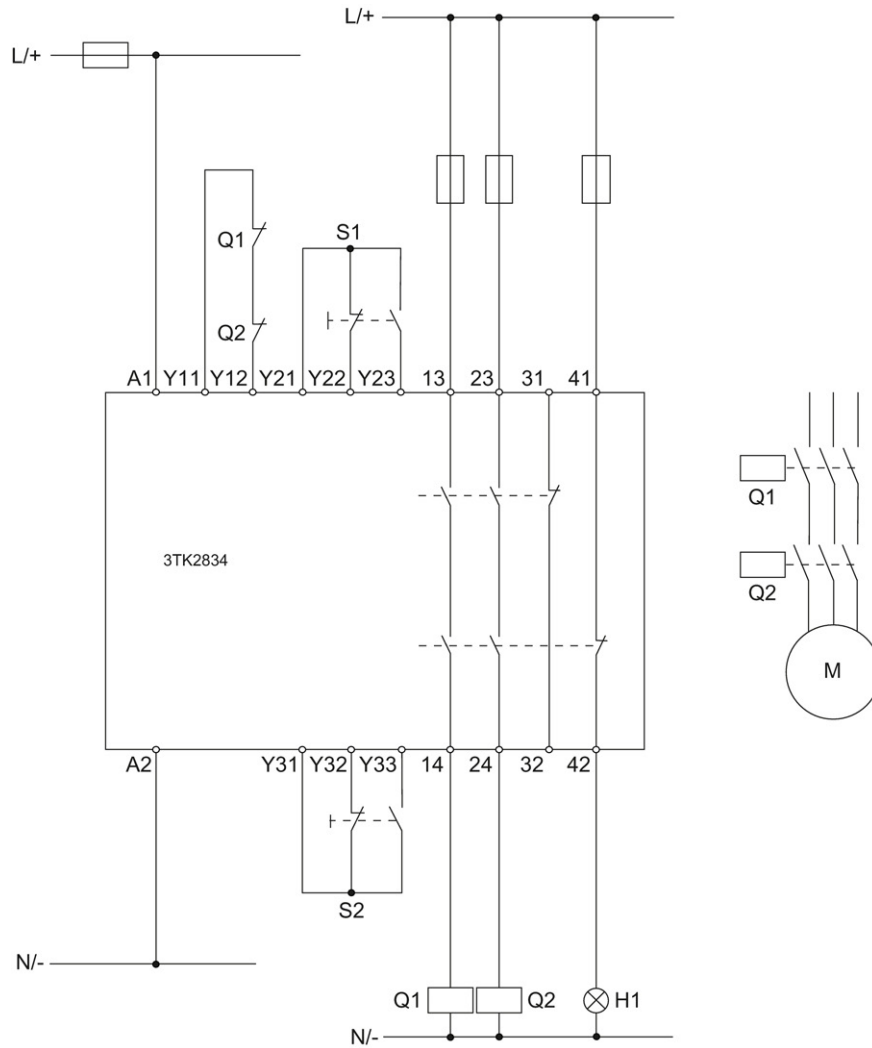 L/+
L/+
S1
Q1
Q2
A1 Y11 Y12 Y21 Y22 Y23 13 23 31 41
Q1
3TK2834
Q2
M
A2 Y31 Y32 Y33 14 24 32 42
S2
N/-
Q1 Q2 H1
N/-